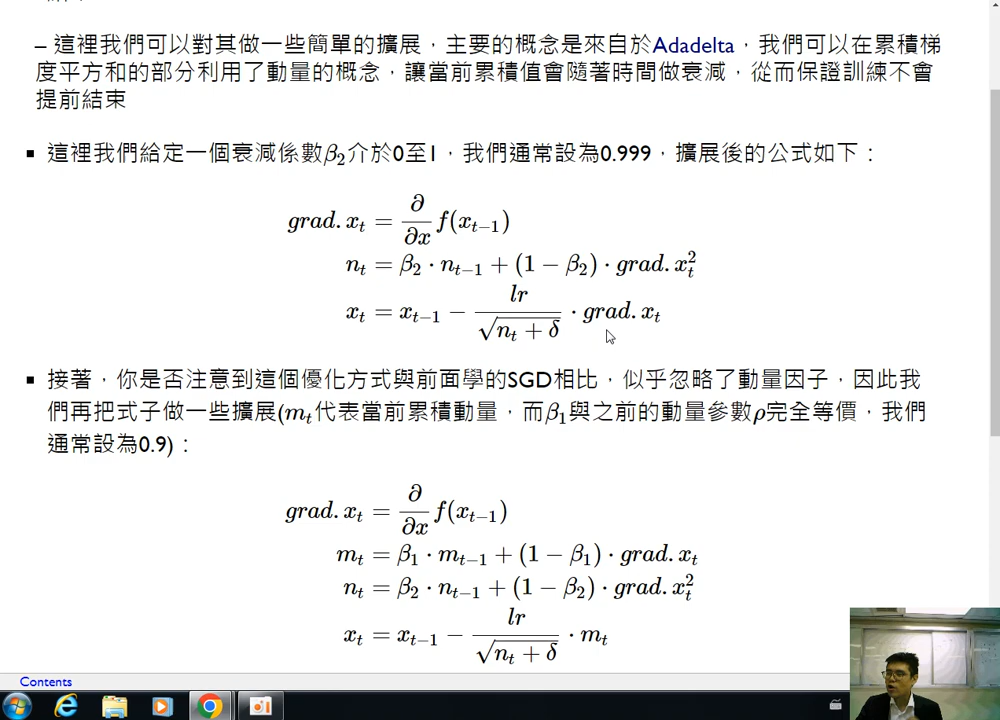 – 這裡我們可以對其做一些簡單的擴展，主要的概念是來自於Adadelta，我們可以在累積梯
度平方和的部分利用了動量的概念，讓當前累積值會隨著時間做衰減，從而保證訓練不會
提前結束
▪ 這裡我們給定一個衰減係數β₂介於0至1，我們通常設為0.999，擴展後的公式如下：
grad. xₜ = ∂/∂x f(xₜ₋₁)
nₜ = β₂ · nₜ₋₁ + (1 − β₂) · grad. xₜ²
xₜ = xₜ₋₁ − lr/√(nₜ + δ) · grad. xₜ
▪ 接著，你是否注意到這個優化方式與前面學的SGD相比，似乎忽略了動量因子，因此我
們再把式子做一些擴展(mₜ代表當前累積動量，而β₁與之前的動量參數ρ完全等價，我們
通常設為0.9)：
grad. xₜ = ∂/∂x f(xₜ₋₁)
mₜ = β₁ · mₜ₋₁ + (1 − β₁) · grad. xₜ
nₜ = β₂ · nₜ₋₁ + (1 − β₂) · grad. xₜ²
xₜ = xₜ₋₁ − lr/√(nₜ + δ) · mₜ
Contents